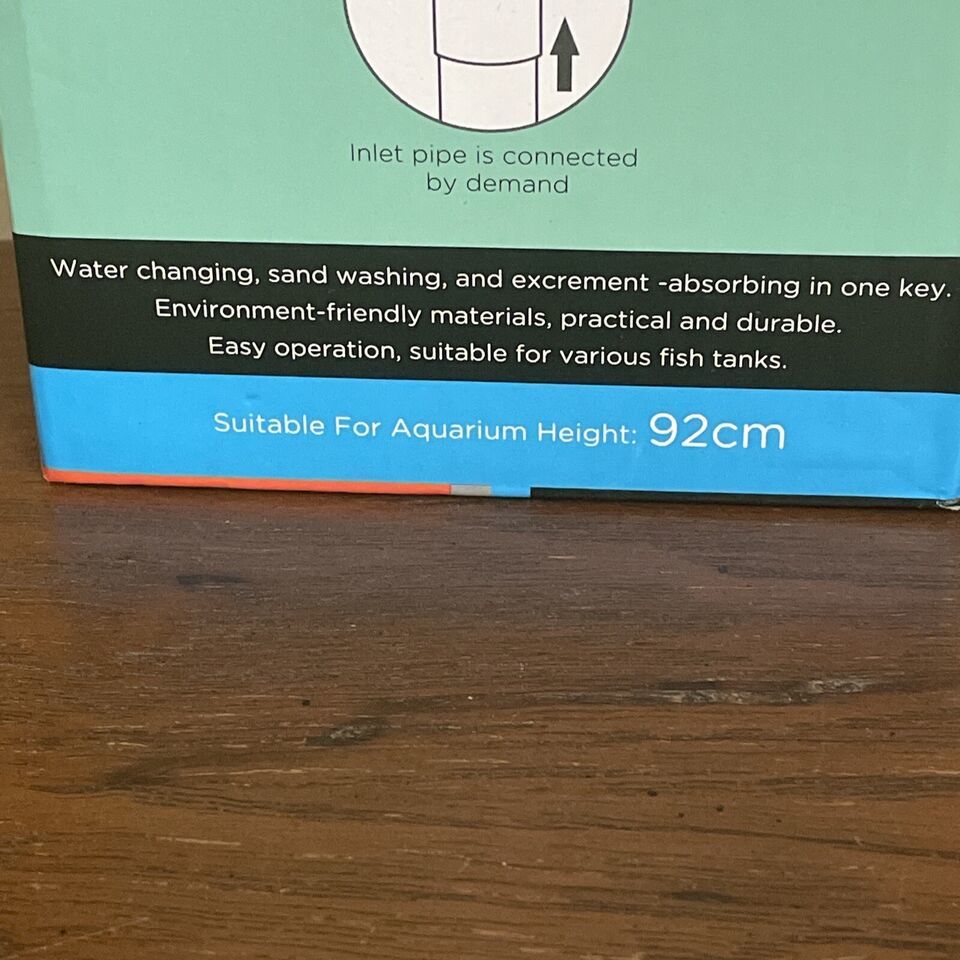 Inlet pipe is connected
by demand
Water changing, sand washing, and excrement -absorbing in one key.
Environment-friendly materials, practical and durable.
Easy operation, suitable for various fish tanks.
Suitable For Aquarium Height: 92cm